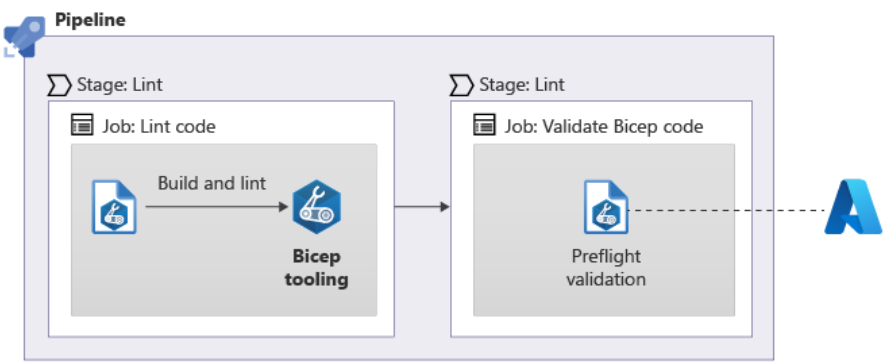 Pipeline
Stage: Lint
Job: Lint code
Build and lint
Bicep
tooling
Stage: Lint
Job: Validate Bicep code
Preflight
validation